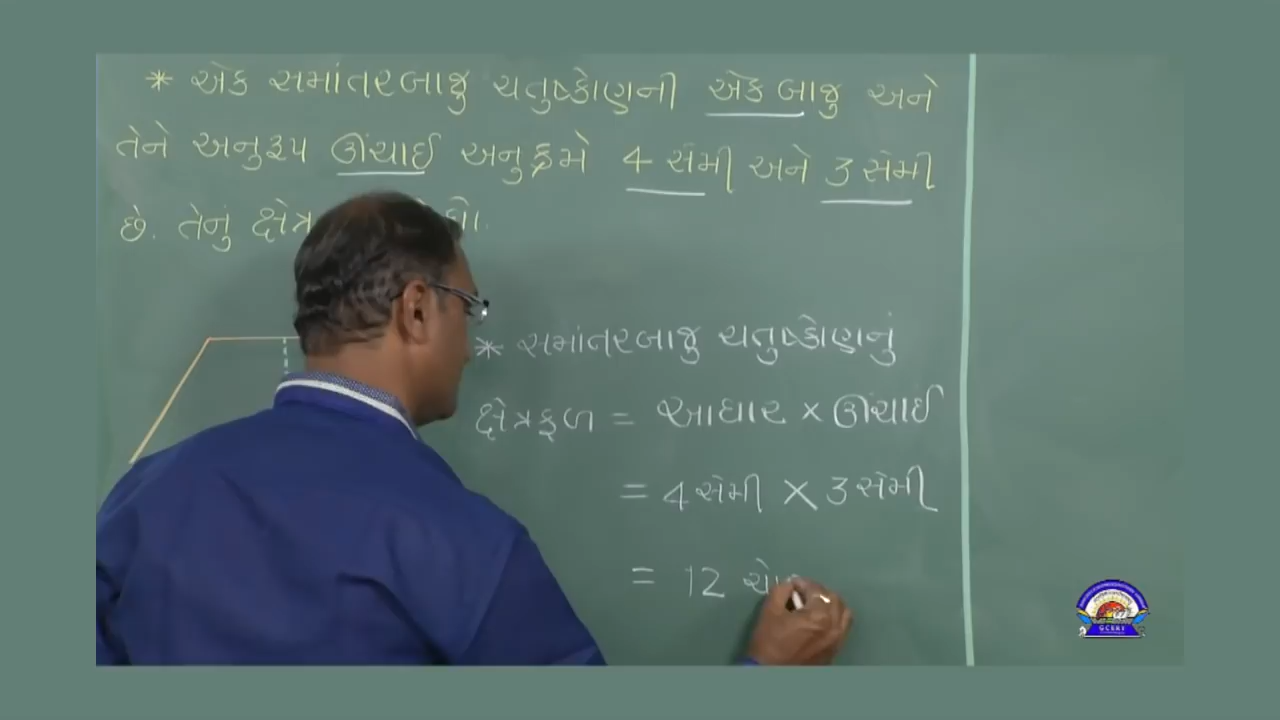 * એક સમાંતરબાજુ ચતુષ્કોણની એક બાજુ અને
તેને અનુરૂપ ઊંચાઈ અનુક્રમે 4 સેમી અને 3 સેમી
છે. તેનું
* સમાંતરબાજુ ચતુષ્કોણનું
ક્ષેત્રફળ = આધાર × ઊંચાઈ
= 4 સેમી × 3 સેમી
= 12
GCERT